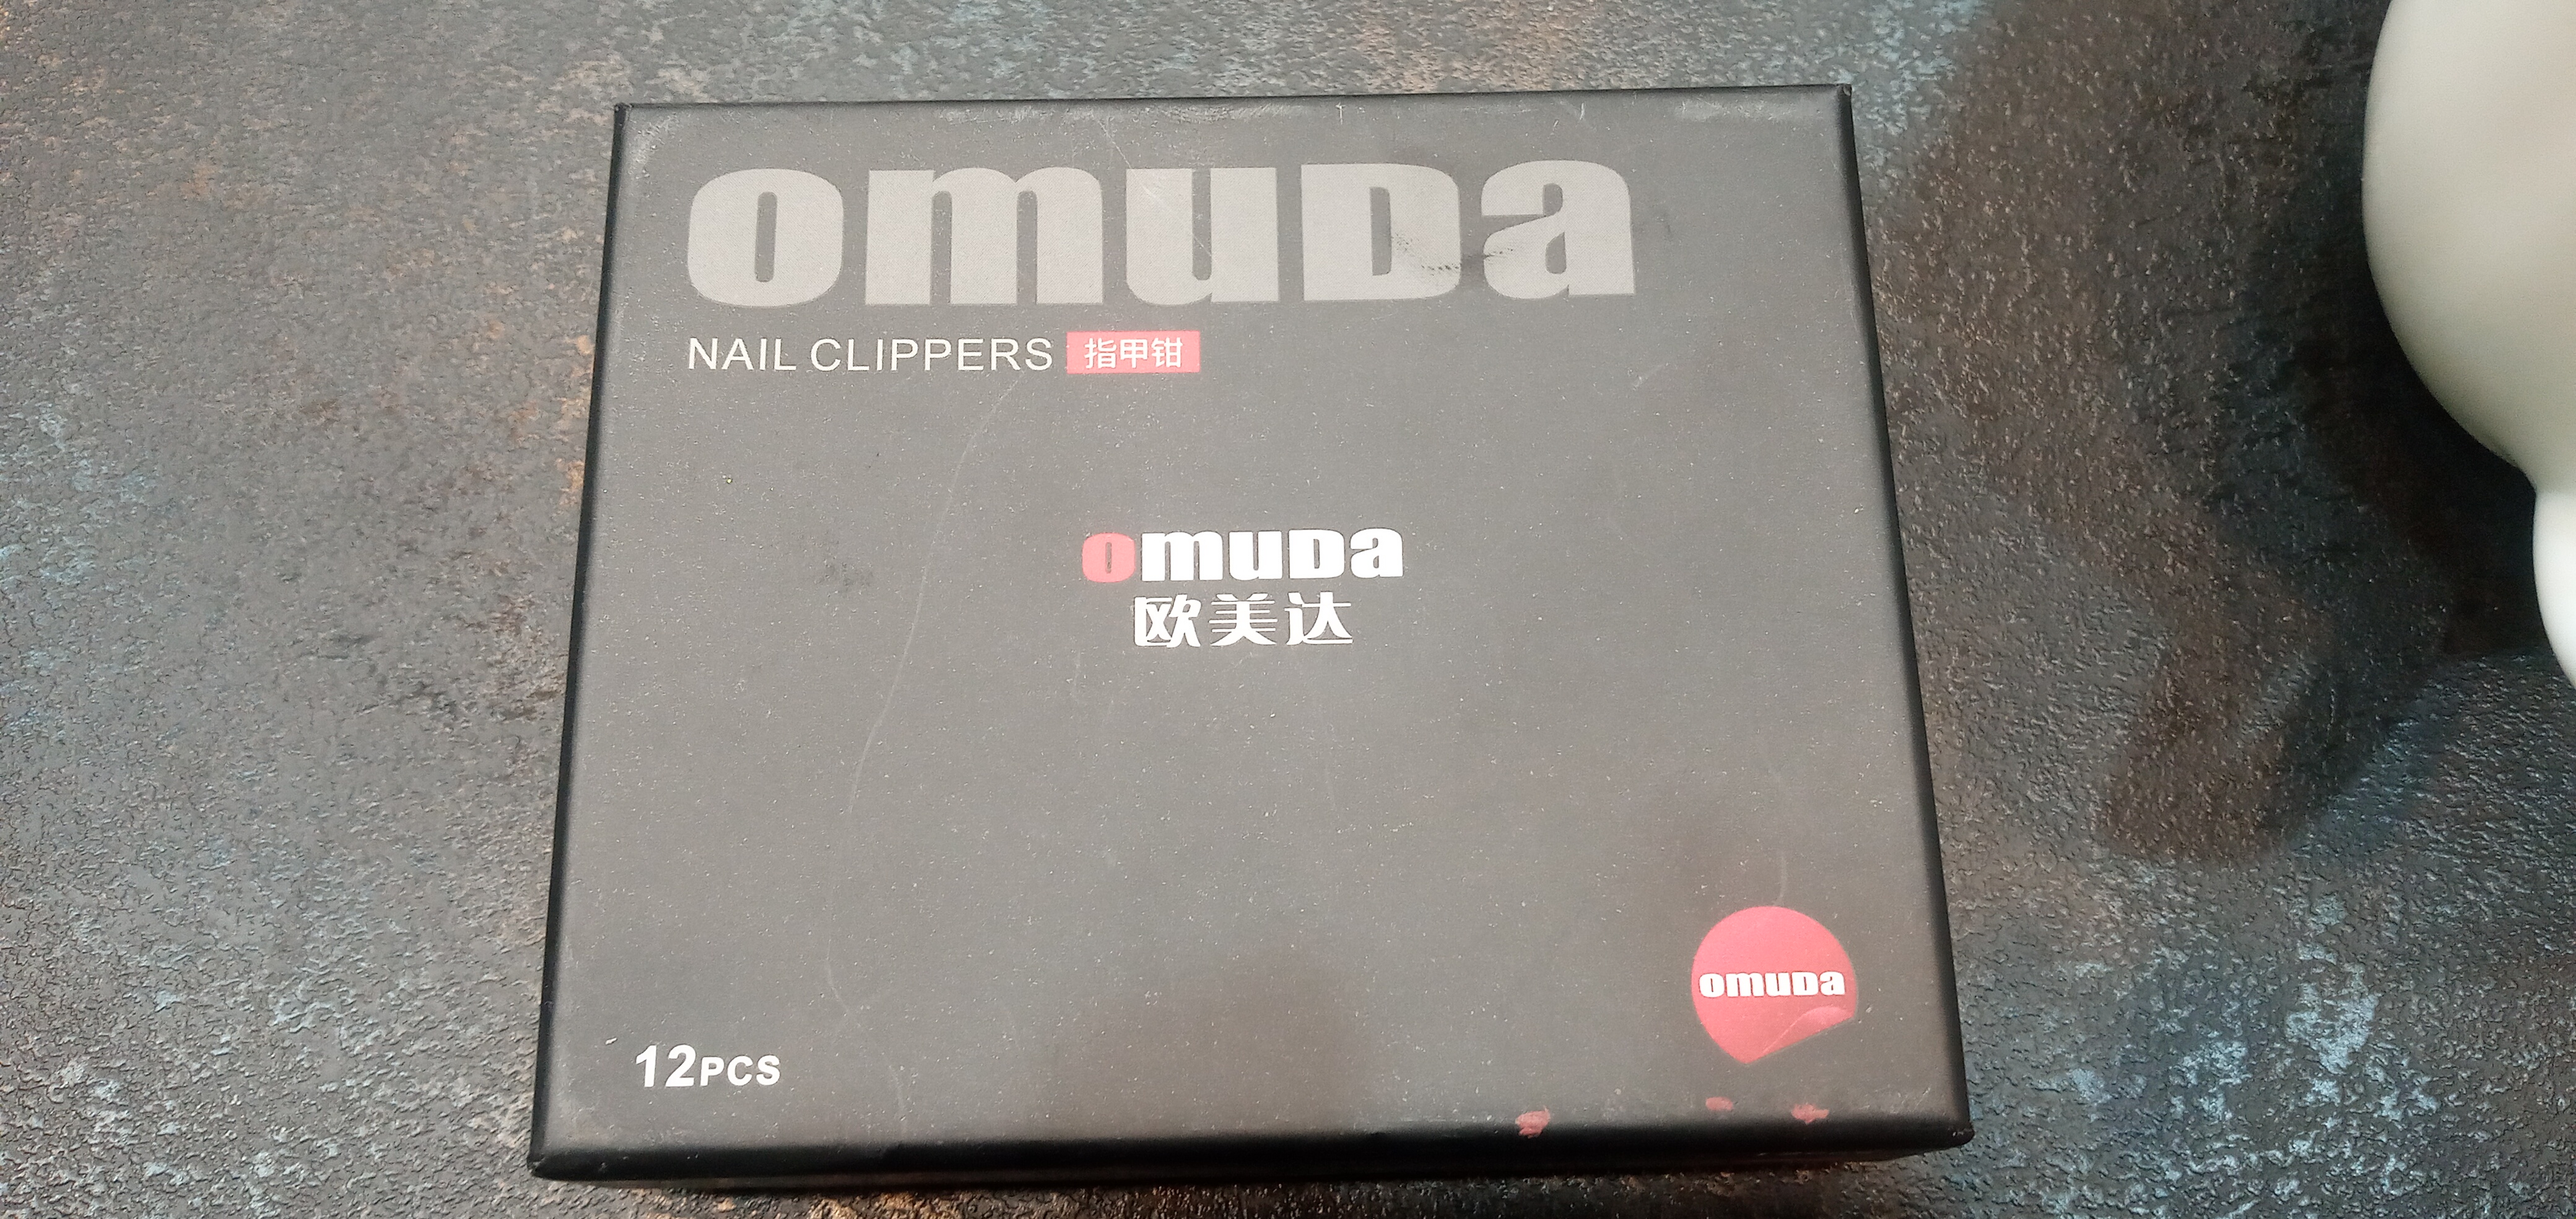 omuDa
NAIL CLIPPERS 指甲钳
omuDa
欧美达
omuDa
12PCS